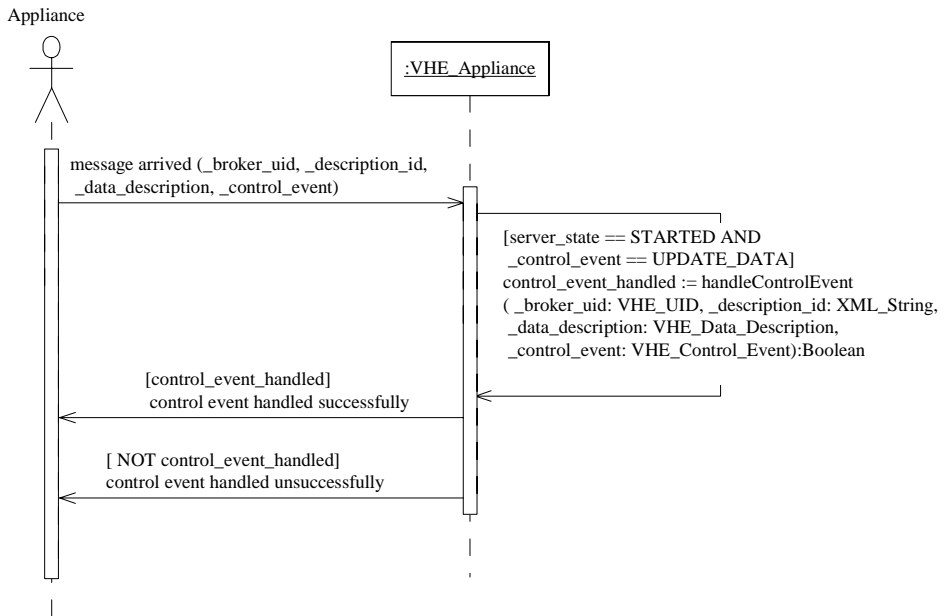 Appliance
:VHE_Appliance
message arrived (_broker_uid, _description_id,
_data_description, _control_event)
[server_state == STARTED AND
_control_event == UPDATE_DATA]
control_event_handled := handleControlEvent
( _broker_uid: VHE_UID, _description_id: XML_String,
_data_description: VHE_Data_Description,
_control_event: VHE_Control_Event):Boolean
[control_event_handled]
control event handled successfully
[ NOT control_event_handled]
control event handled unsuccessfully